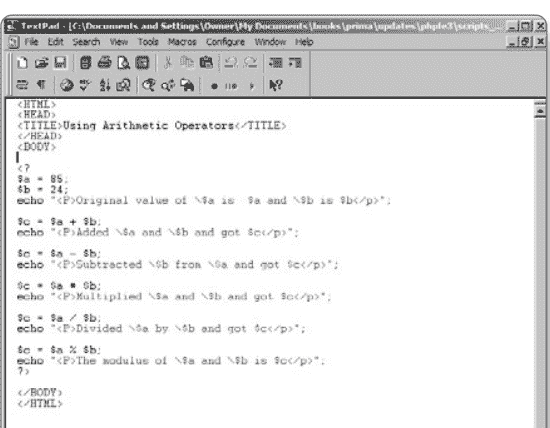 TextPad - [C:\Documents and Settings\Owner\My Documents\books\prima\updates\phple3\scripts_...
File Edit Search View Tools Macros Configure Window Help
<HTML>
<HEAD>
<TITLE>Using Arithmetic Operators</TITLE>
</HEAD>
<BODY>
<?
$a = 85;
$b = 24;
echo "<P>Original value of \$a is $a and \$b is $b</p>";
$c = $a + $b;
echo "<P>Added \$a and \$b and got $c</p>";
$c = $a - $b;
echo "<P>Subtracted \$b from \$a and got $c</p>";
$c = $a * $b;
echo "<P>Multiplied \$a and \$b and got $c</p>";
$c = $a / $b;
echo "<P>Divided \$a by \$b and got $c</p>";
$c = $a % $b;
echo "<P>The modulus of \$a and \$b is $c</p>";
?>
</BODY>
</HTML>